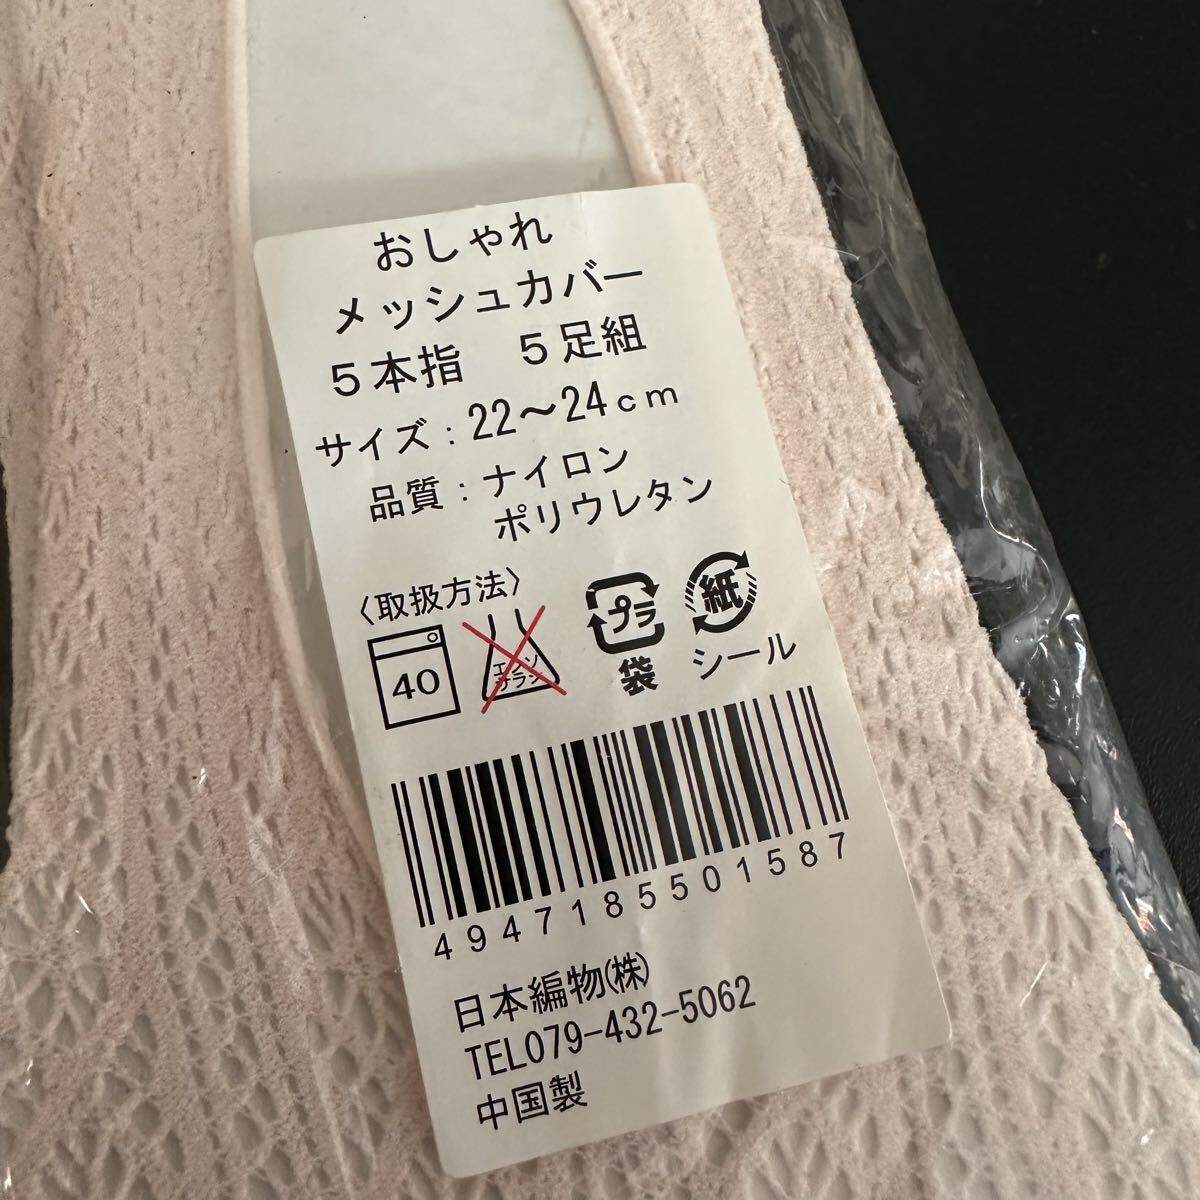 おしゃれ
メッシュカバー
５本指　５足組
サイズ：22～24ｃｍ
品質：ナイロン
ポリウレタン
〈取扱方法〉
40
エンソ
サラシ
プラ
袋
紙
シール
4947185501587
日本編物㈱
TEL079-432-5062
中国製